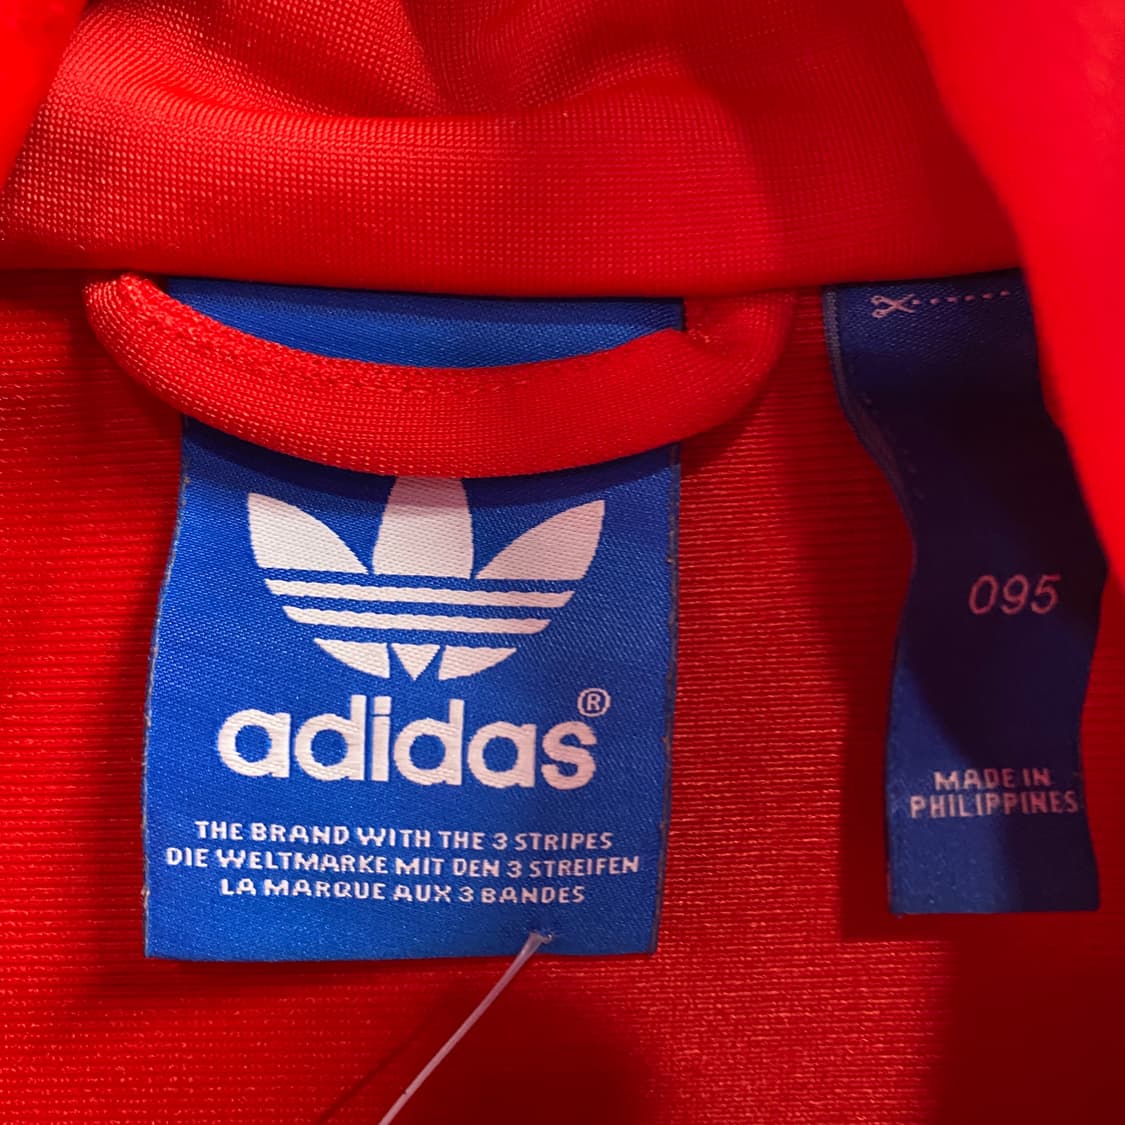 adidas®
THE BRAND WITH THE 3 STRIPES
DIE WELTMARKE MIT DEN 3 STREIFEN
LA MARQUE AUX 3 BANDES
095
MADE IN
PHILIPPINES